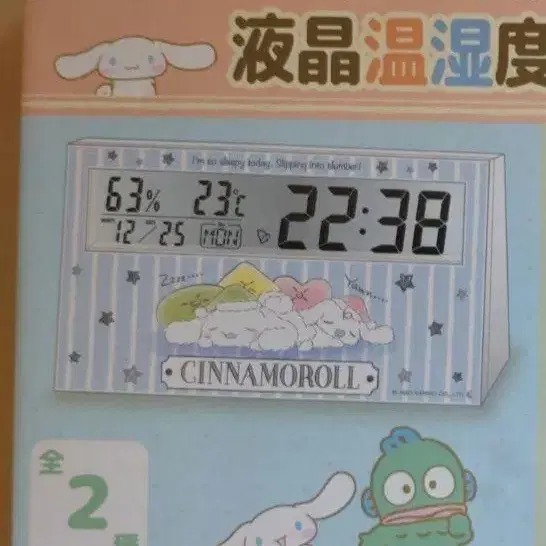 液晶温湿度
I'm so sleepy today. Slipping into slumber!
63% 23℃ 22:38
12/25 MON
Zzzz.... Yawn....
CINNAMOROLL
全
2
種